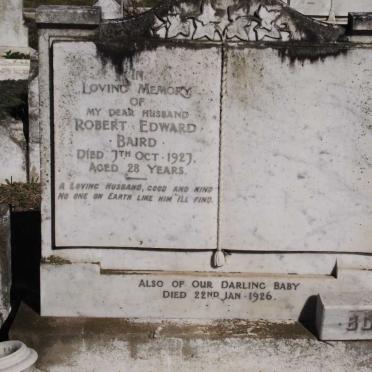 IN
LOVING MEMORY
OF
MY DEAR HUSBAND
ROBERT EDWARD
BAIRD
DIED 7TH OCT. 1927.
AGED 28 YEARS.
A LOVING HUSBAND, GOOD AND KIND
NO ONE ON EARTH LIKE HIM I'LL FIND.
ALSO OF OUR DARLING BABY
DIED 22ND JAN. 1926.